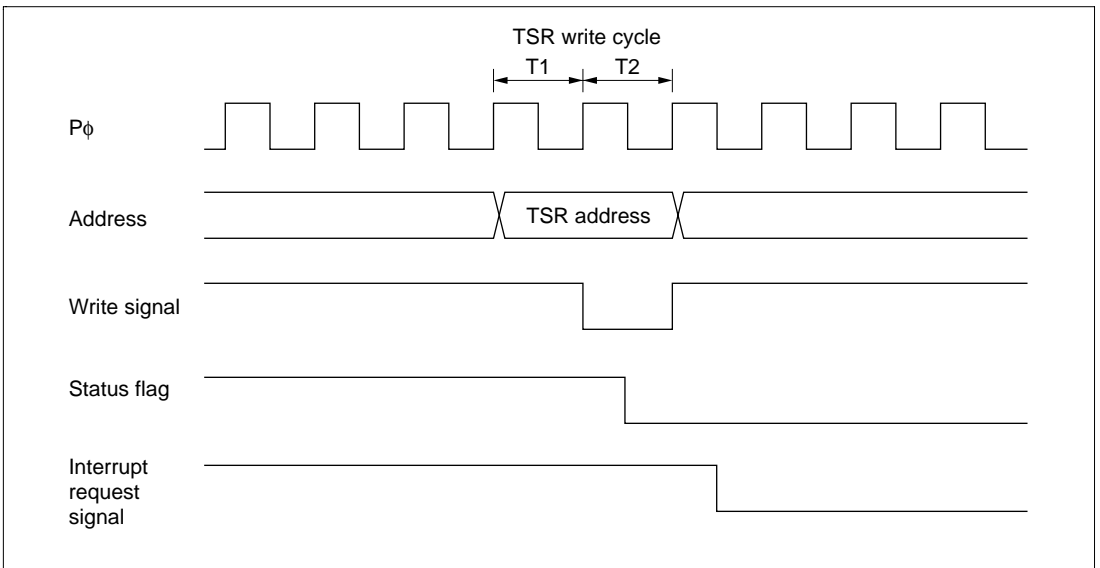 TSR write cycle
T1 T2
Pϕ
Address
TSR address
Write signal
Status flag
Interrupt
request
signal